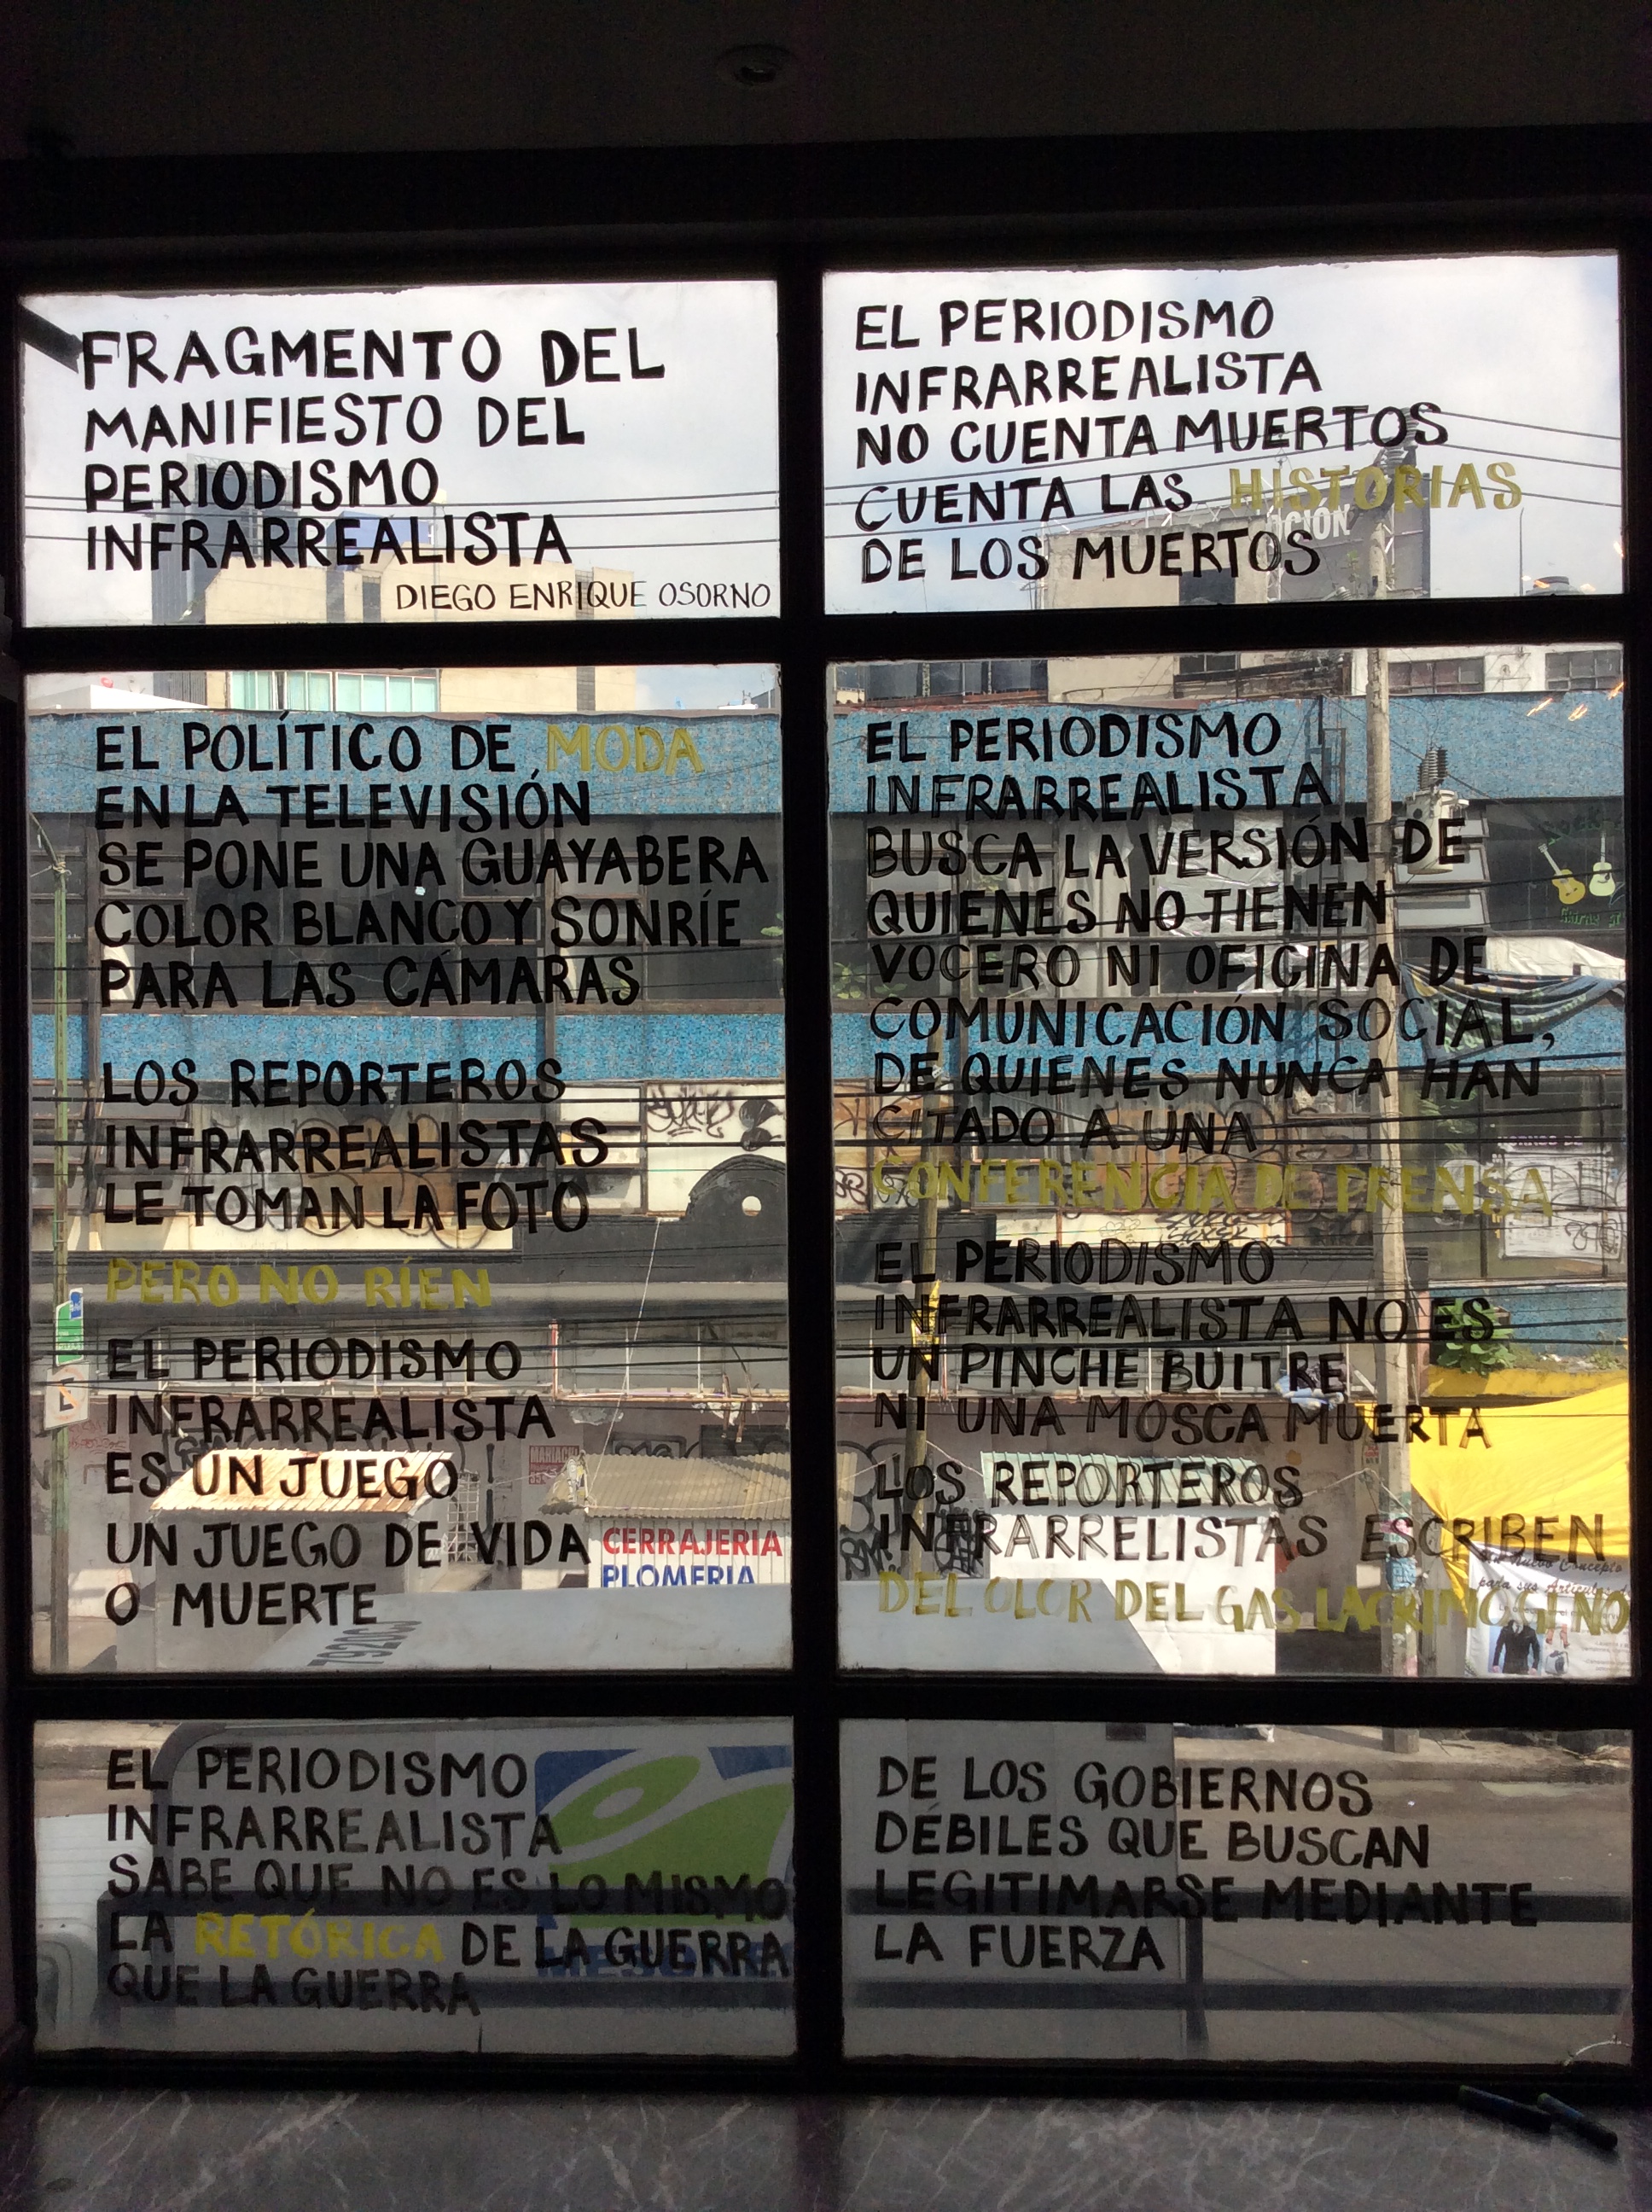 FRAGMENTO DEL
MANIFIESTO DEL
PERIODISMO
INFRARREALISTA
DIEGO ENRIQUE OSORNO
EL POLÍTICO DE MODA
EN LA TELEVISIÓN
SE PONE UNA GUAYABERA
COLOR BLANCO Y SONRÍE
PARA LAS CÁMARAS
LOS REPORTEROS
INFRARREALISTAS
LE TOMAN LA FOTO
PERO NO RÍEN
EL PERIODISMO
INFRARREALISTA
ES UN JUEGO
UN JUEGO DE VIDA
O MUERTE
EL PERIODISMO
INFRARREALISTA
SABE QUE NO ES LO MISMO
LA RETÓRICA DE LA GUERRA
QUE LA GUERRA
EL PERIODISMO
INFRARREALISTA
NO CUENTA MUERTOS
CUENTA LAS HISTORIAS
DE LOS MUERTOS
EL PERIODISMO
INFRARREALISTA
BUSCA LA VERSIÓN DE
QUIENES NO TIENEN
VOCERO NI OFICINA DE
COMUNICACIÓN SOCIAL,
DE QUIENES NUNCA HAN
CITADO A UNA
CONFERENCIA DE PRENSA
EL PERIODISMO
INFRARREALISTA NO ES
UN PINCHE BUITRE
NI UNA MOSCA MUERTA
LOS REPORTEROS
INFRARRELISTAS ESCRIBEN
DEL OLOR DEL GAS LACRIMOGENO
DE LOS GOBIERNOS
DÉBILES QUE BUSCAN
LEGITIMARSE MEDIANTE
LA FUERZA
CERRAJERIA
PLOMERIA
MARIACHI
Un Nuevo Concepto